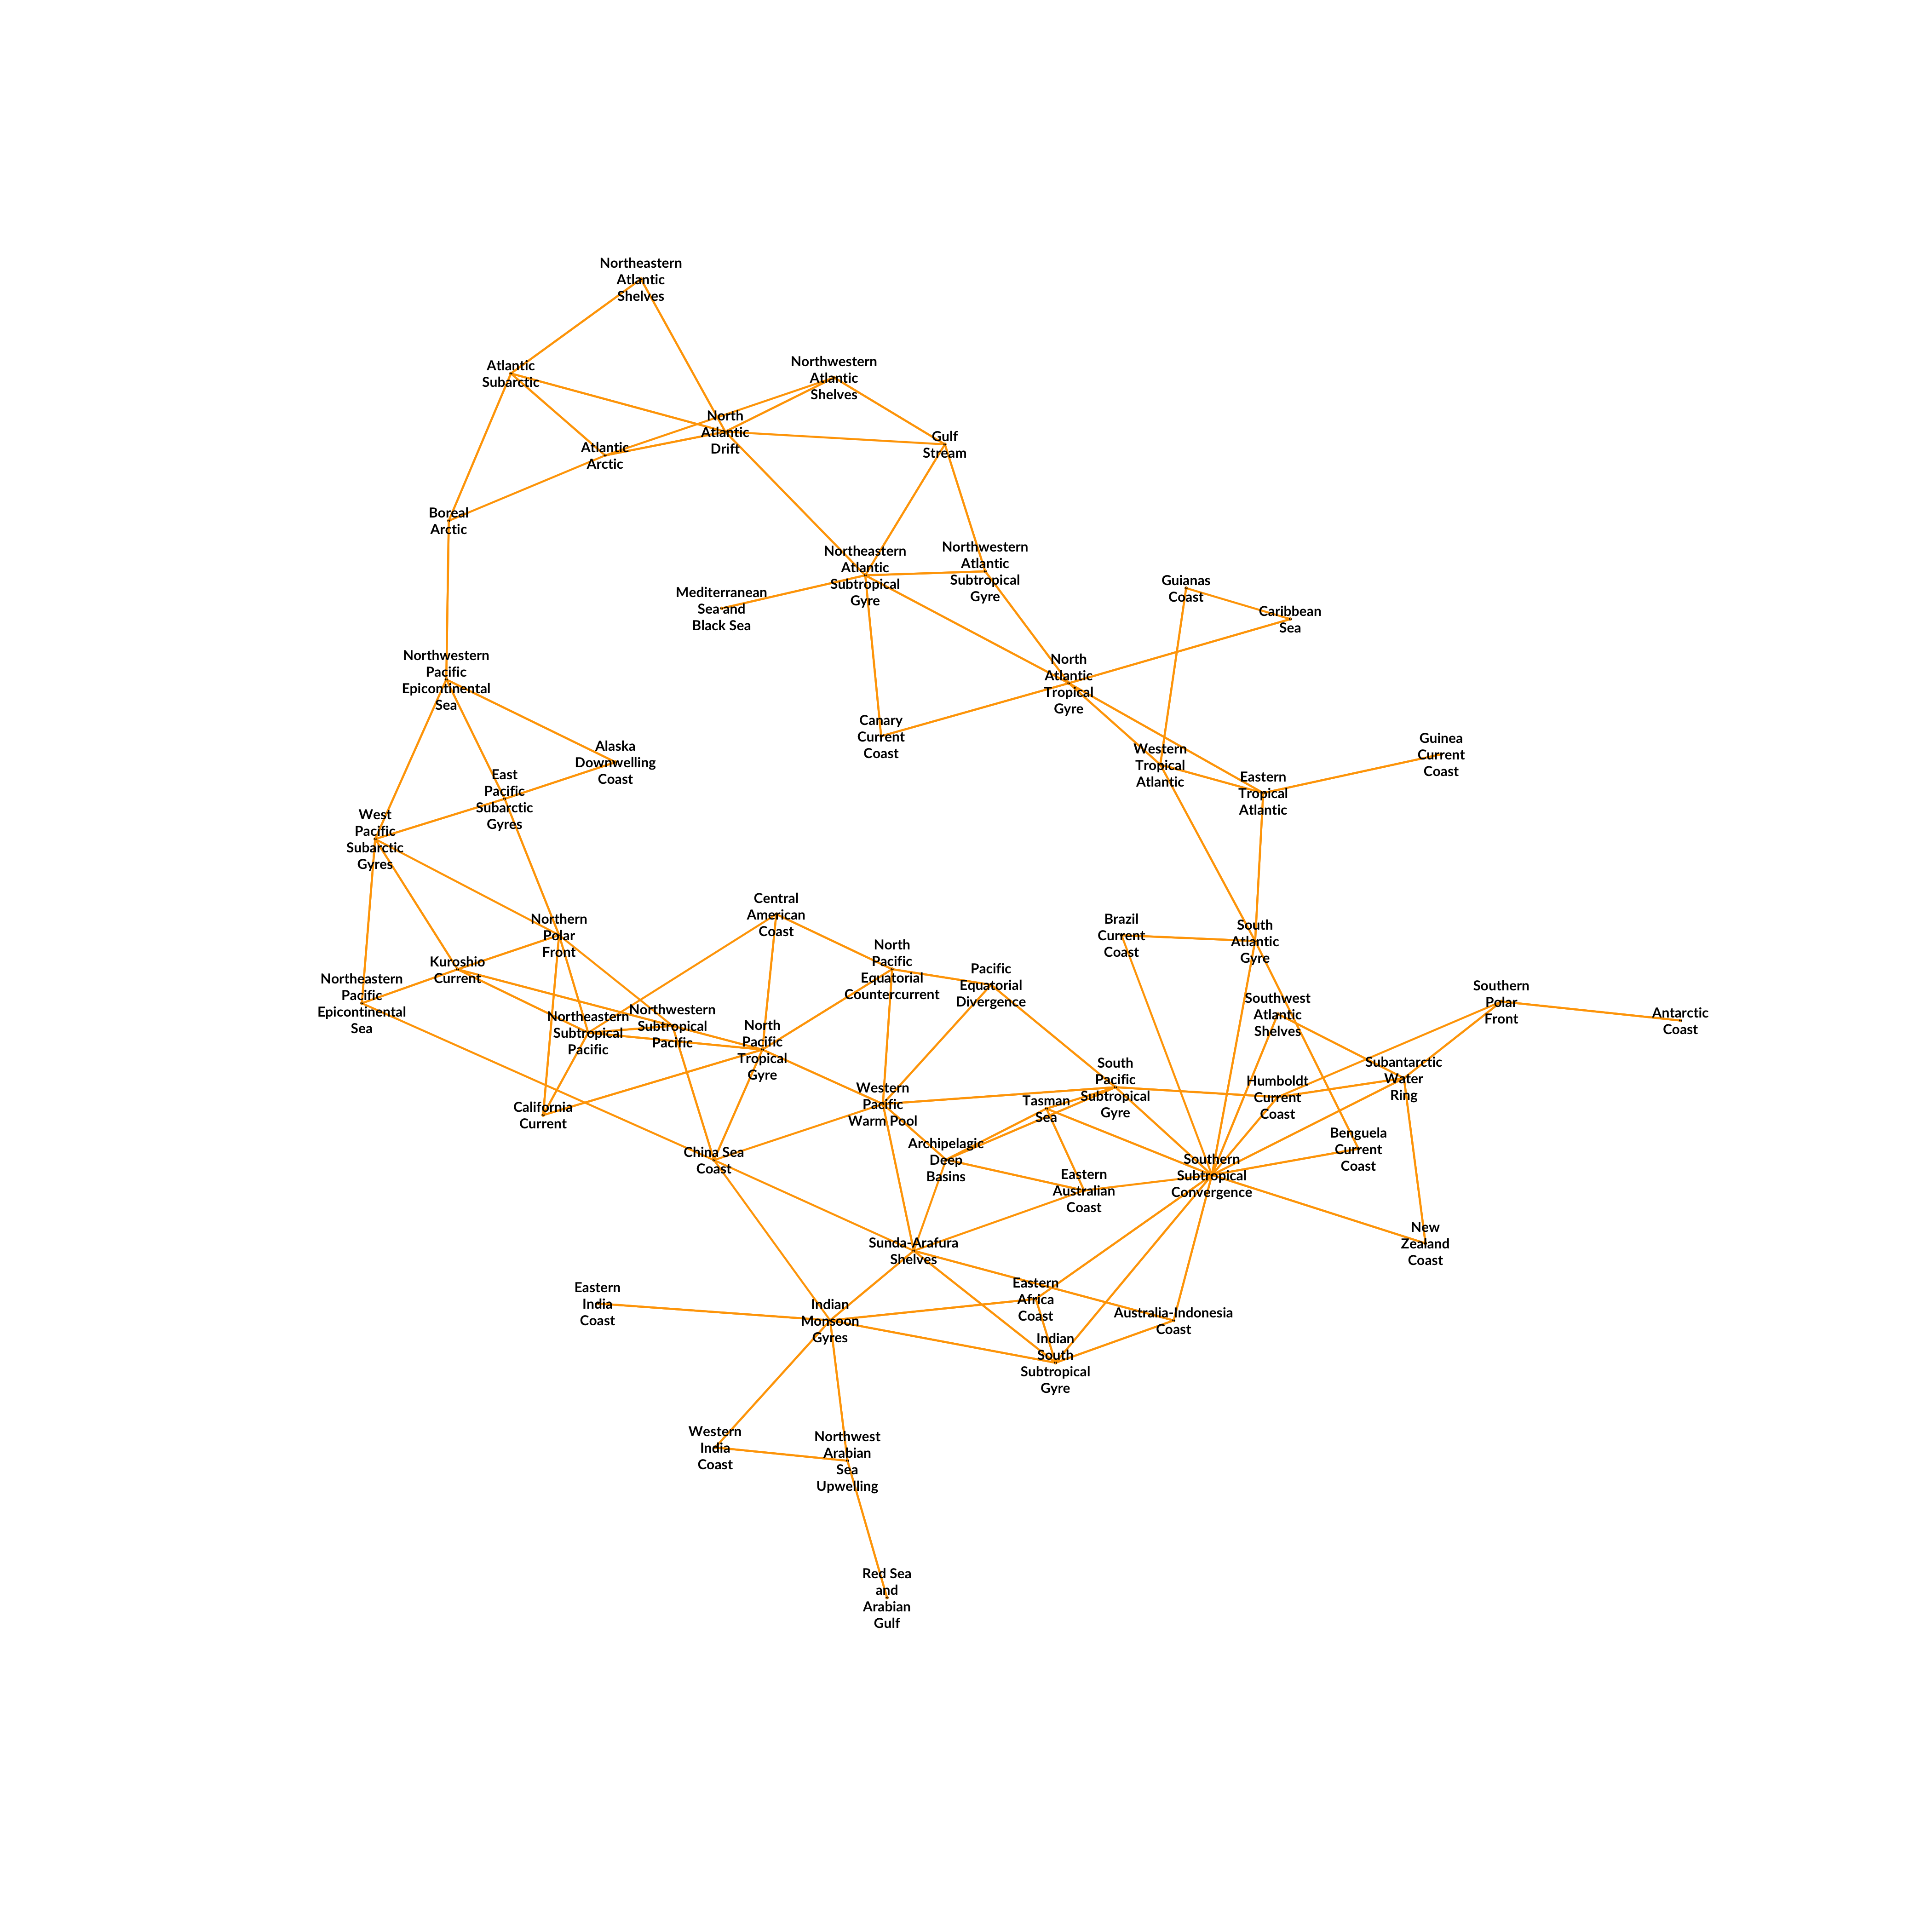 Northeastern
Atlantic
Shelves
Atlantic
Subarctic
Northwestern
Atlantic
Shelves
North
Atlantic
Drift
Gulf
Stream
Atlantic
Arctic
Boreal
Arctic
Northeastern
Atlantic
Subtropical
Gyre
Northwestern
Atlantic
Subtropical
Gyre
Mediterranean
Sea and
Black Sea
Guianas
Coast
Caribbean
Sea
Northwestern
Pacific
Epicontinental
Sea
North
Atlantic
Tropical
Gyre
Canary
Current
Coast
Alaska
Downwelling
Coast
Western
Tropical
Atlantic
Guinea
Current
Coast
East
Pacific
Subarctic
Gyres
Eastern
Tropical
Atlantic
West
Pacific
Subarctic
Gyres
Central
American
Coast
Northern
Polar
Front
Brazil
Current
Coast
South
Atlantic
Gyre
North
Pacific
Equatorial
Countercurrent
Kuroshio
Current
Pacific
Equatorial
Divergence
Northeastern
Pacific
Epicontinental
Sea
Southwest
Atlantic
Shelves
Southern
Polar
Front
Antarctic
Coast
Northeastern
Subtropical
Pacific
Northwestern
Subtropical
Pacific
North
Pacific
Tropical
Gyre
South
Pacific
Subtropical
Gyre
Subantarctic
Water
Ring
Humboldt
Current
Coast
Western
Pacific
Warm Pool
Tasman
Sea
California
Current
Benguela
Current
Coast
China Sea
Coast
Archipelagic
Deep
Basins
Southern
Subtropical
Convergence
Eastern
Australian
Coast
New
Zealand
Coast
Sunda-Arafura
Shelves
Eastern
India
Coast
Indian
Monsoon
Gyres
Eastern
Africa
Coast
Australia-Indonesia
Coast
Indian
South
Subtropical
Gyre
Western
India
Coast
Northwest
Arabian
Sea
Upwelling
Red Sea
and
Arabian
Gulf